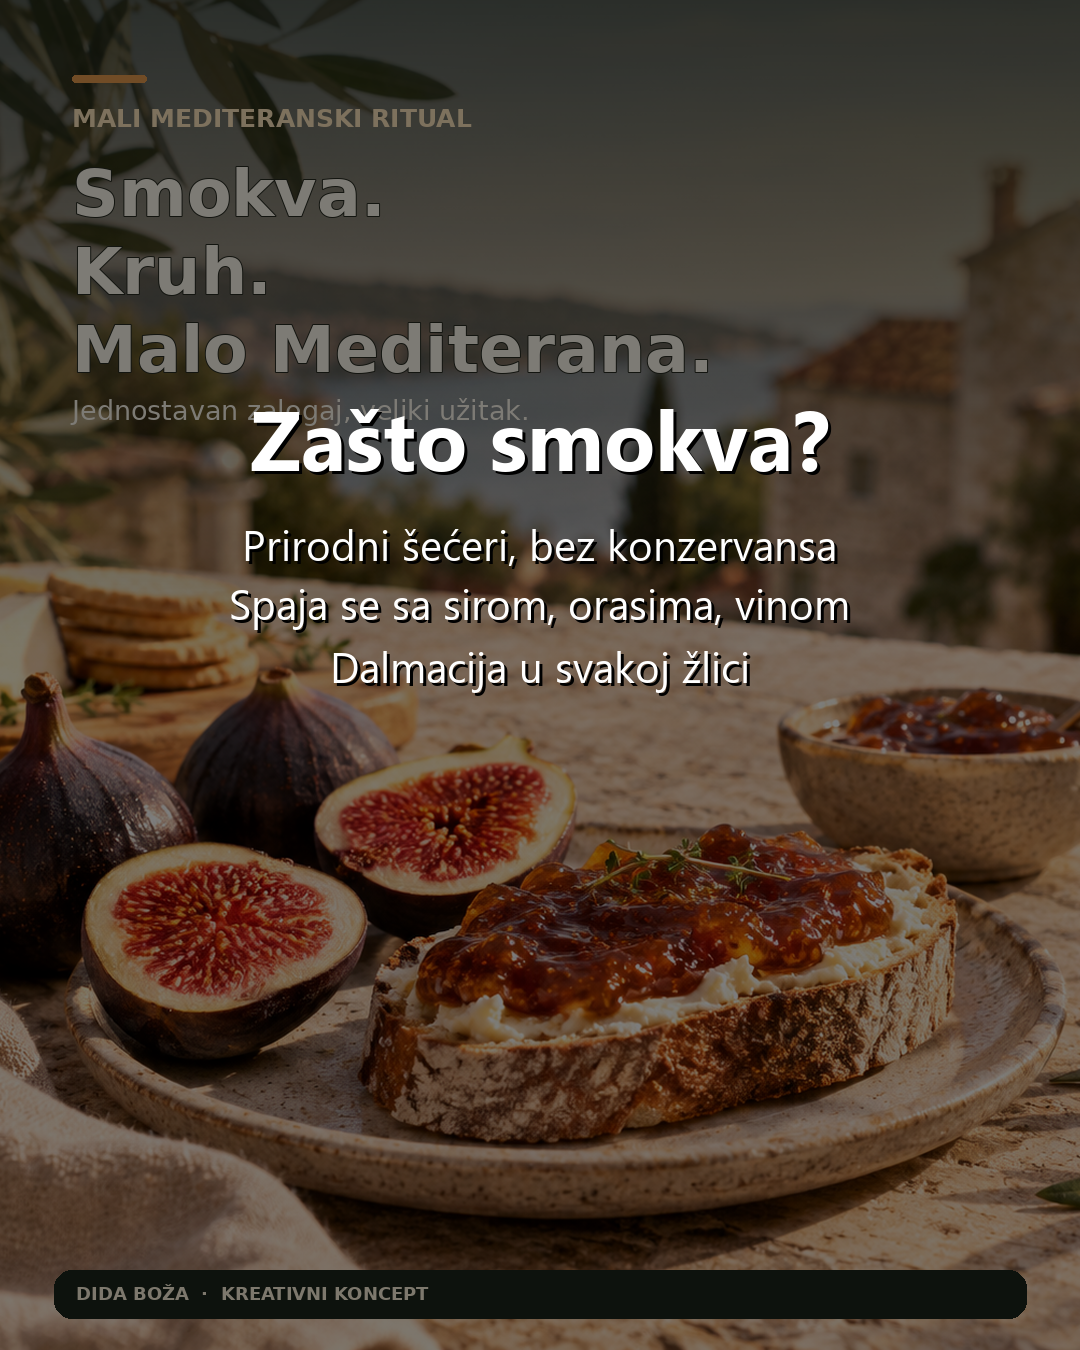 MALI MEDITERANSKI RITUAL
Smokva.
Kruh.
Malo Mediterana.
Jednostavan zalogaj, veliki užitak.
Zašto smokva?
Prirodni šećeri, bez konzervansa
Spaja se sa sirom, orasima, vinom
Dalmacija u svakoj žlici
DIDA BOŽA · KREATIVNI KONCEPT